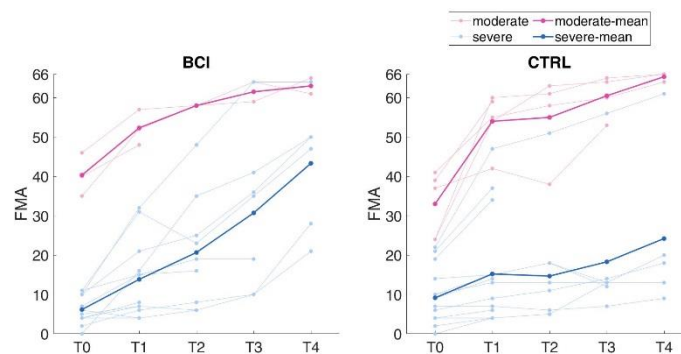 moderate moderate-mean
severe severe-mean
BCI CTRL
66 66
60 60
50 50
40 40
30 30
20 20
10 10
0 0
FMA FMA
T0 T1 T2 T3 T4 T0 T1 T2 T3 T4